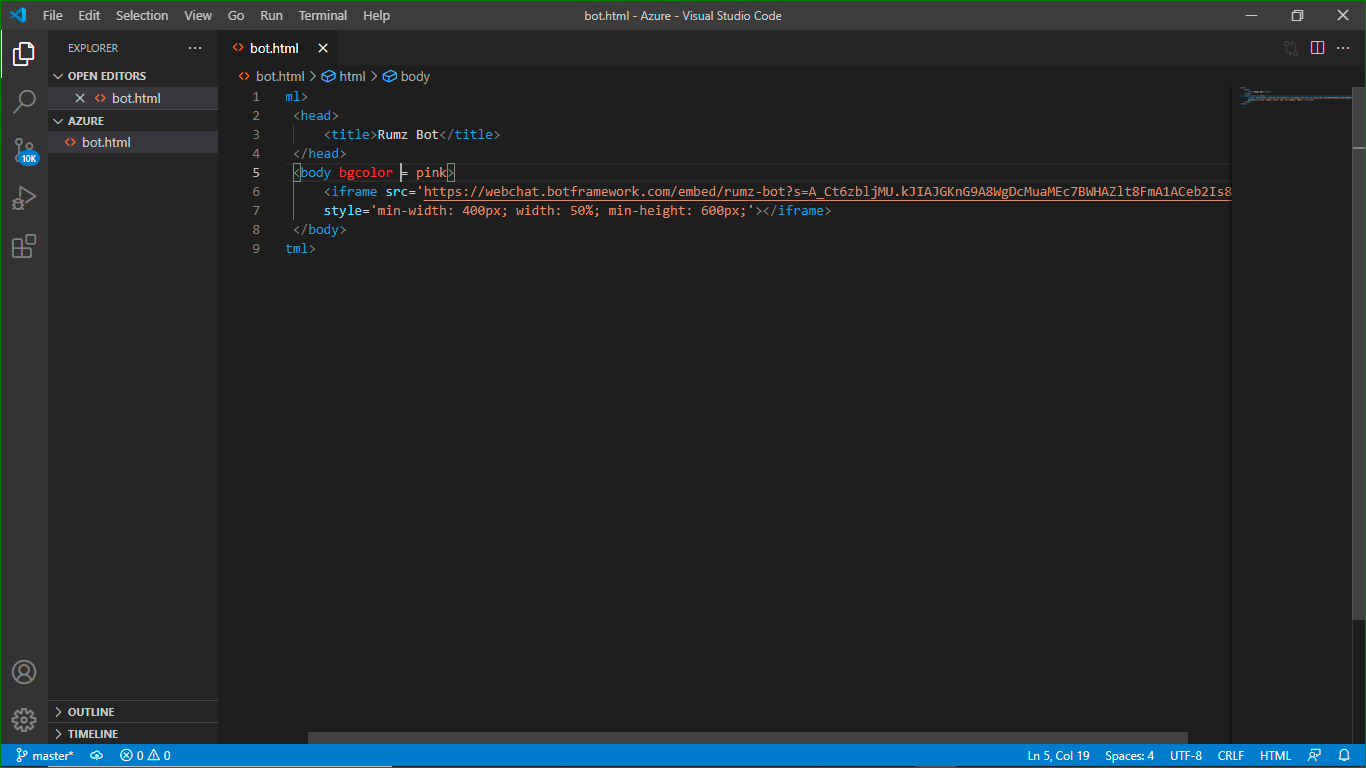 File Edit Selection View Go Run Terminal Help
bot.html - Azure - Visual Studio Code
EXPLORER
OPEN EDITORS
bot.html
AZURE
bot.html
10K
OUTLINE
TIMELINE
bot.html
bot.html > html > body
1 ml>
2 <head>
3 <title>Rumz Bot</title>
4 </head>
5 <body bgcolor = pink>
6 <iframe src='https://webchat.botframework.com/embed/rumz-bot?s=A_Ct6zbljMU.kJIAJGKnG9A8WgDcMuaMEc7BWHAZlt8FmA1ACeb2Is8
7 style='min-width: 400px; width: 50%; min-height: 600px;'></iframe>
8 </body>
9 tml>
master* 0 0 Ln 5, Col 19 Spaces: 4 UTF-8 CRLF HTML